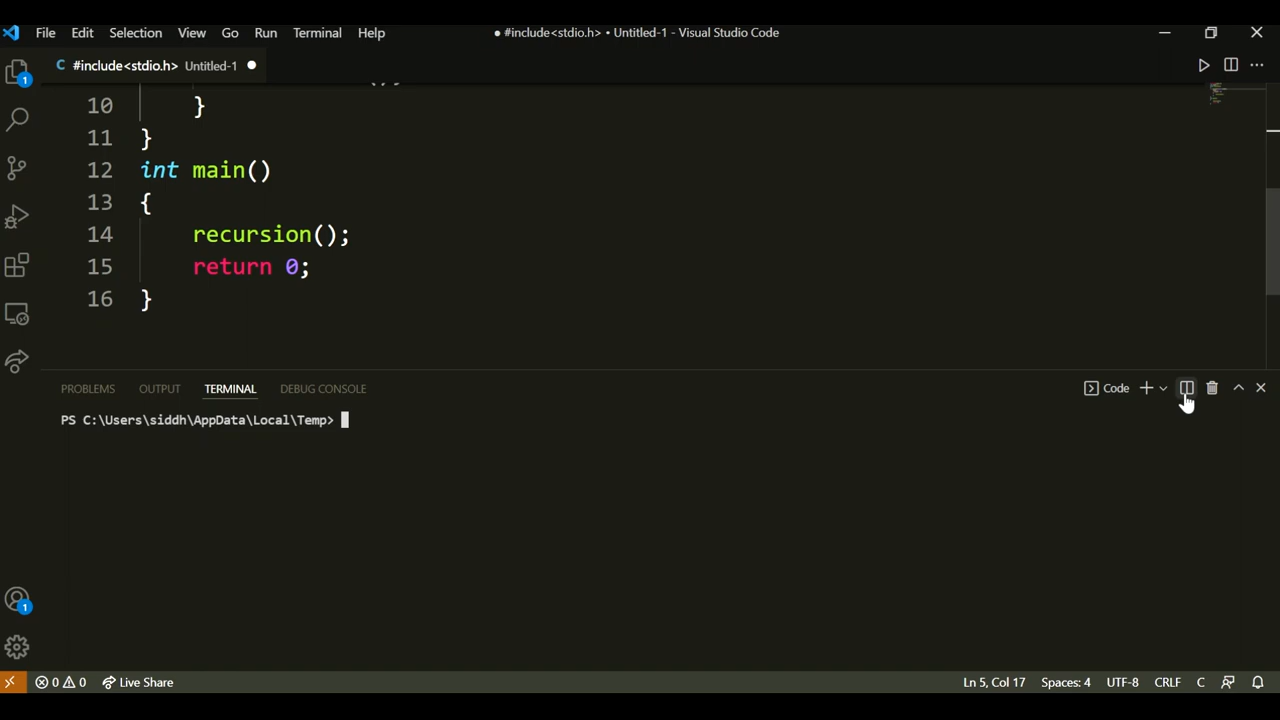 File Edit Selection View Go Run Terminal Help
● #include<stdio.h> • Untitled-1 - Visual Studio Code
C #include<stdio.h> Untitled-1 ●
10 }
11 }
12 int main()
13 {
14 recursion();
15 return 0;
16 }
PROBLEMS OUTPUT TERMINAL DEBUG CONSOLE
Code
PS C:\Users\siddh\AppData\Local\Temp>
1
1
0 0 Live Share
Ln 5, Col 17 Spaces: 4 UTF-8 CRLF C